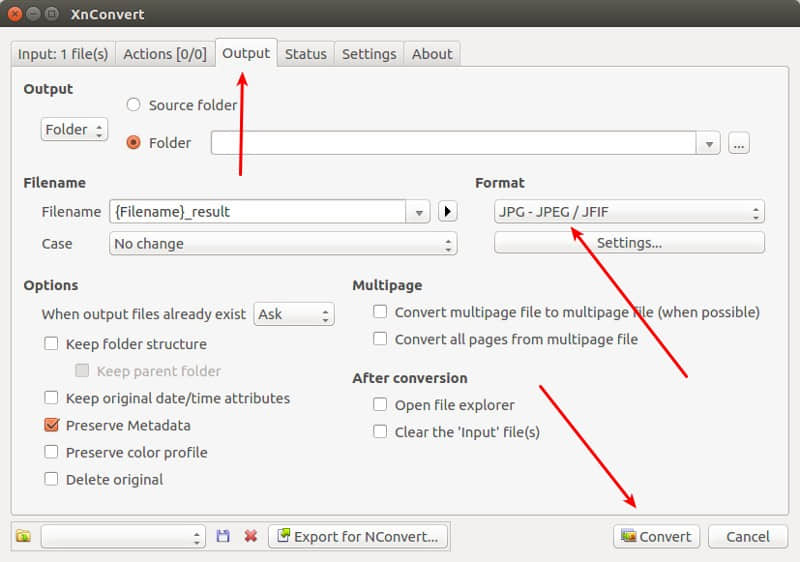 XnConvert
Input: 1 file(s) Actions [0/0] Output Status Settings About
Output
Folder
Source folder
Folder
...
Filename
Filename {Filename}_result
Case No change
Format
JPG - JPEG / JFIF
Settings...
Options
When output files already exist Ask
Keep folder structure
Keep parent folder
Keep original date/time attributes
Preserve Metadata
Preserve color profile
Delete original
Multipage
Convert multipage file to multipage file (when possible)
Convert all pages from multipage file
After conversion
Open file explorer
Clear the 'Input' file(s)
Export for NConvert... Convert Cancel